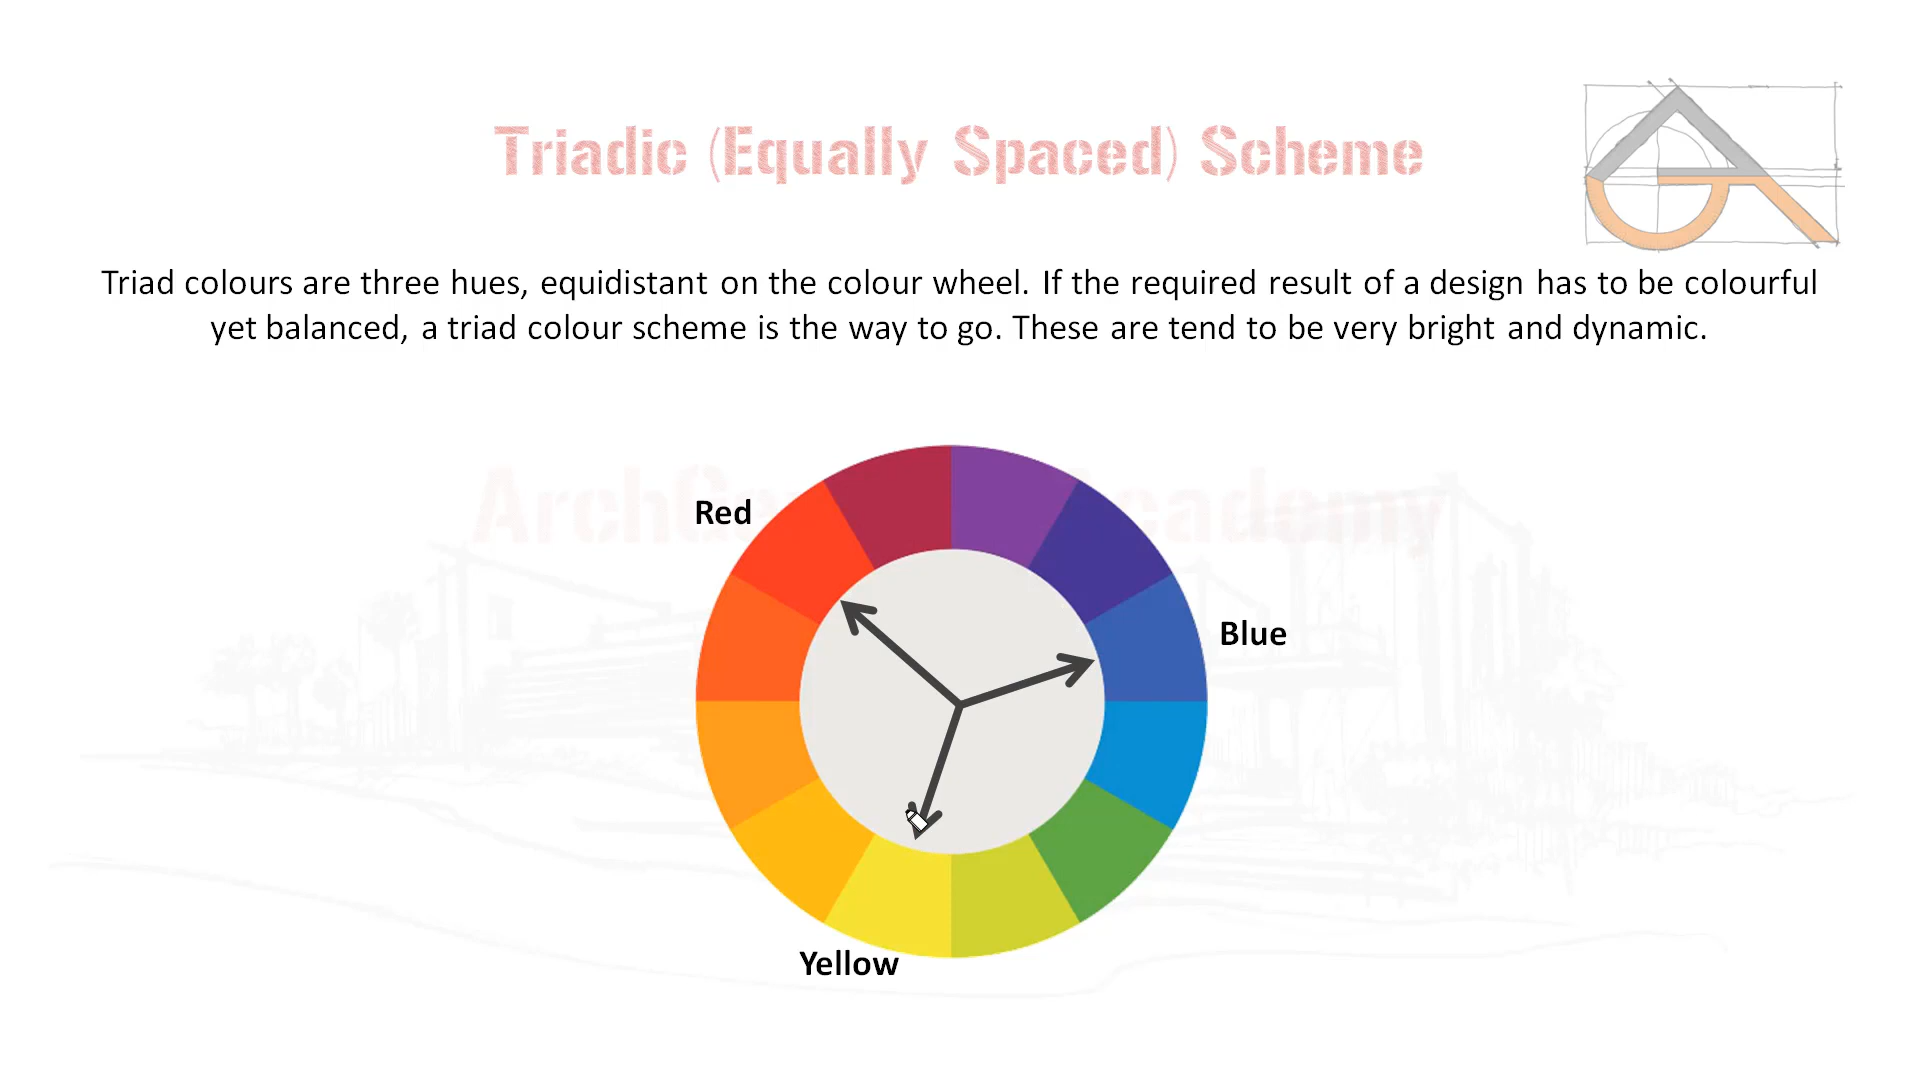 Triadic (Equally Spaced) Scheme
Triad colours are three hues, equidistant on the colour wheel. If the required result of a design has to be colourful
yet balanced, a triad colour scheme is the way to go. These are tend to be very bright and dynamic.
Red
Blue
Yellow